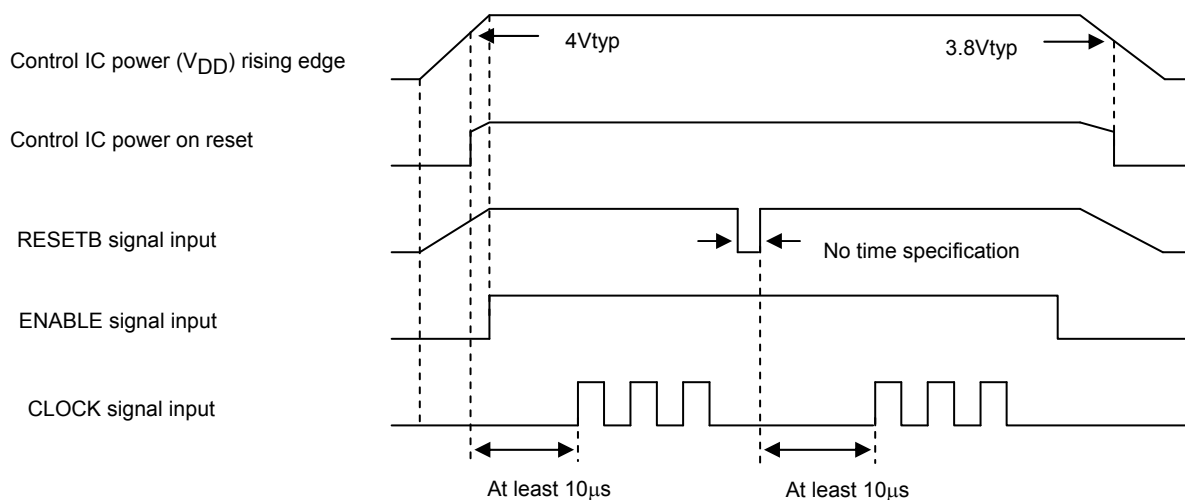 4Vtyp
3.8Vtyp
Control IC power (VDD) rising edge
Control IC power on reset
RESETB signal input
No time specification
ENABLE signal input
CLOCK signal input
At least 10μs
At least 10μs